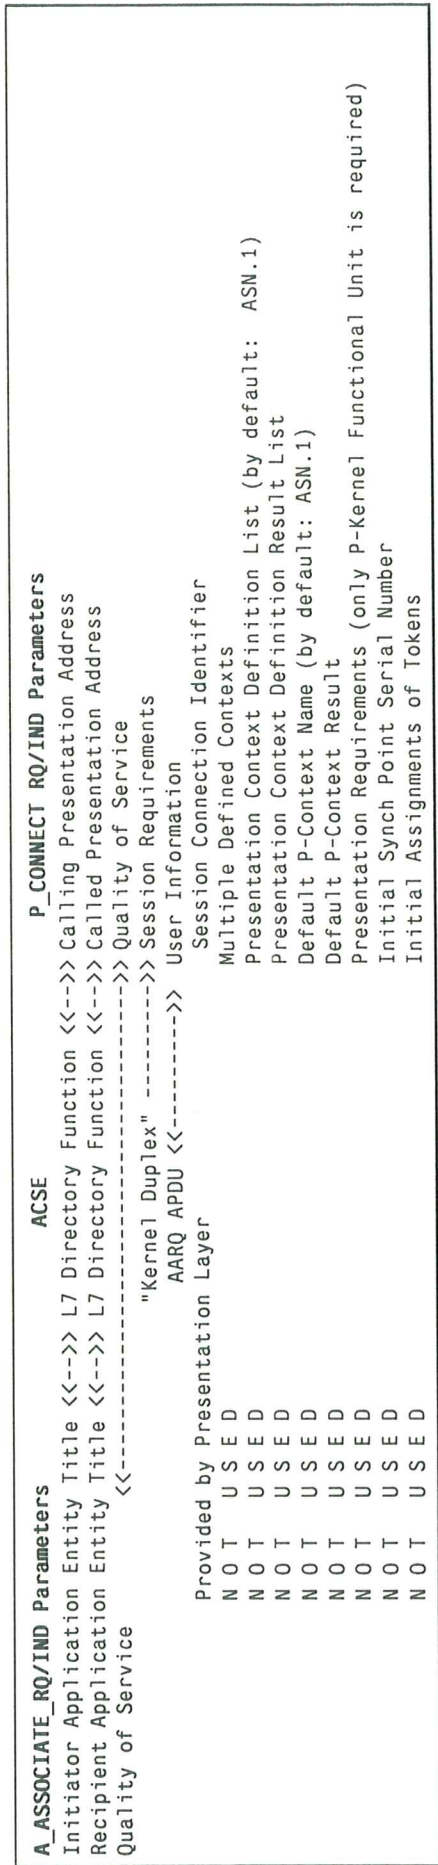 A_ASSOCIATE_RQ/IND Parameters ACSE P_CONNECT RQ/IND Parameters
Initiator Application Entity Title <<-->> L7 Directory Function <<-->> Calling Presentation Address
Recipient Application Entity Title <<-->> L7 Directory Function <<-->> Called Presentation Address
Quality of Service <<------------------------------------>> Quality of Service
"Kernel Duplex" --------->> Session Requirements
AARQ APDU <<--------->> User Information
Provided by Presentation Layer Session Connection Identifier
N O T U S E D Multiple Defined Contexts
N O T U S E D Presentation Context Definition List (by default: ASN.1)
N O T U S E D Presentation Context Definition Result List
N O T U S E D Default P-Context Name (by default: ASN.1)
N O T U S E D Default P-Context Result
N O T U S E D Presentation Requirements (only P-Kernel Functional Unit is required)
N O T U S E D Initial Synch Point Serial Number
N O T U S E D Initial Assignments of Tokens